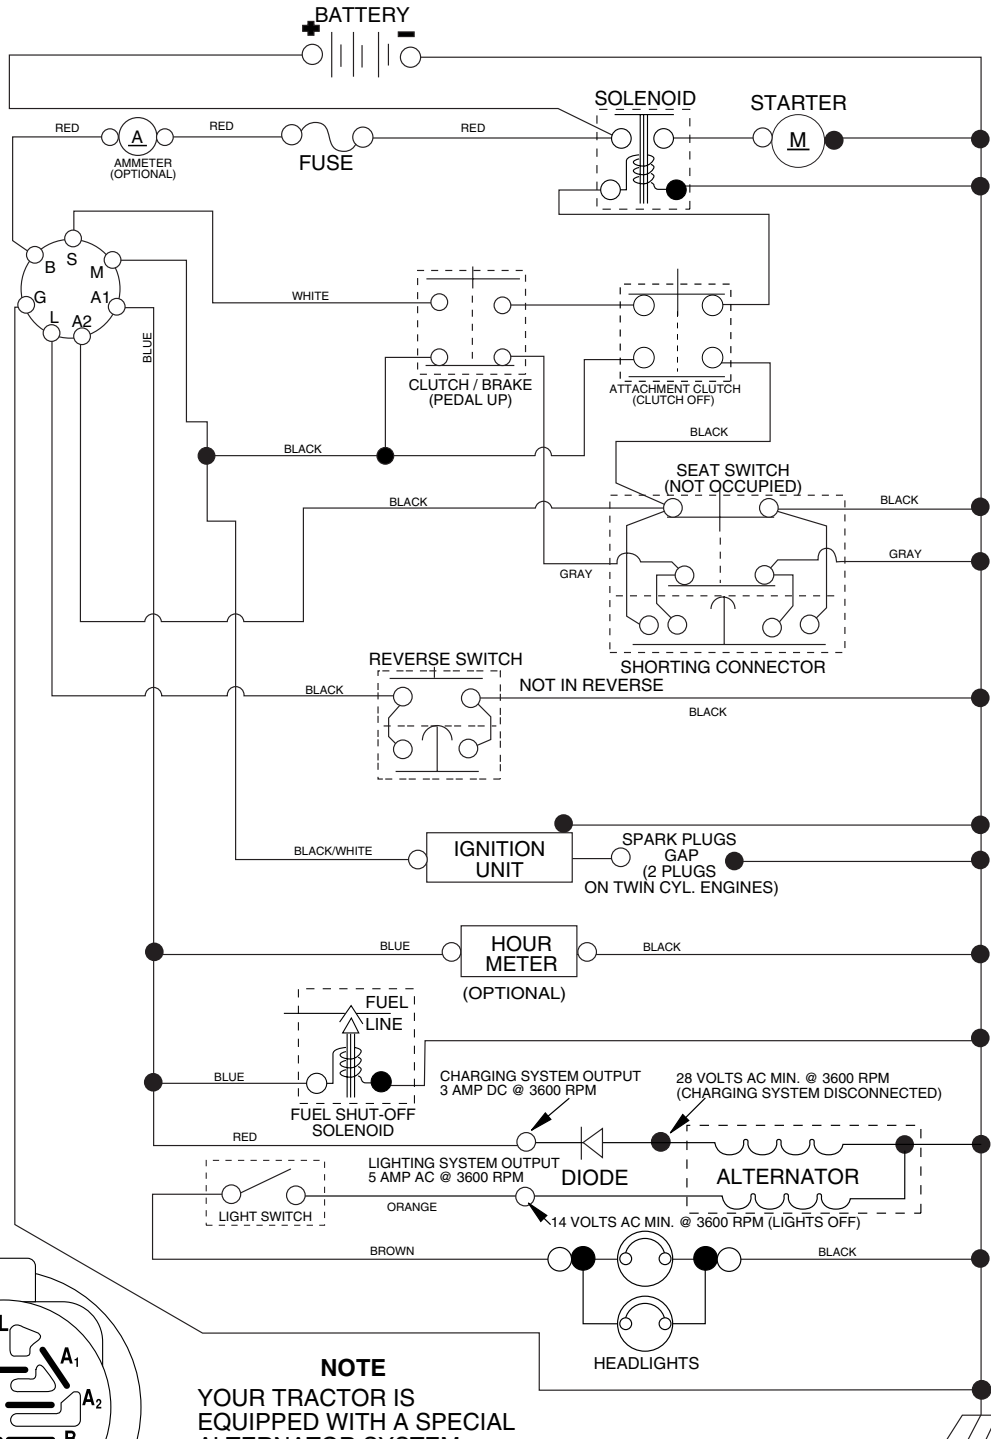 BATTERY
SOLENOID
STARTER
RED
RED
RED
A
M
AMMETER
(OPTIONAL)
FUSE
B
S
M
G
A1
L
A2
BLUE
WHITE
CLUTCH / BRAKE
(PEDAL UP)
ATTACHMENT CLUTCH
(CLUTCH OFF)
BLACK
BLACK
SEAT SWITCH
(NOT OCCUPIED)
BLACK
BLACK
GRAY
GRAY
SHORTING CONNECTOR
REVERSE SWITCH
NOT IN REVERSE
BLACK
BLACK
BLACK/WHITE
IGNITION
UNIT
SPARK PLUGS
GAP
(2 PLUGS
ON TWIN CYL. ENGINES)
BLUE
HOUR
METER
BLACK
(OPTIONAL)
FUEL
LINE
BLUE
FUEL SHUT-OFF
SOLENOID
CHARGING SYSTEM OUTPUT
3 AMP DC @ 3600 RPM
28 VOLTS AC MIN. @ 3600 RPM
(CHARGING SYSTEM DISCONNECTED)
RED
DIODE
ALTERNATOR
LIGHTING SYSTEM OUTPUT
5 AMP AC @ 3600 RPM
LIGHT SWITCH
ORANGE
14 VOLTS AC MIN. @ 3600 RPM (LIGHTS OFF)
BROWN
BLACK
HEADLIGHTS
L
A1
A2
B
NOTE
YOUR TRACTOR IS
EQUIPPED WITH A SPECIAL
ALTERNATOR SYSTEM